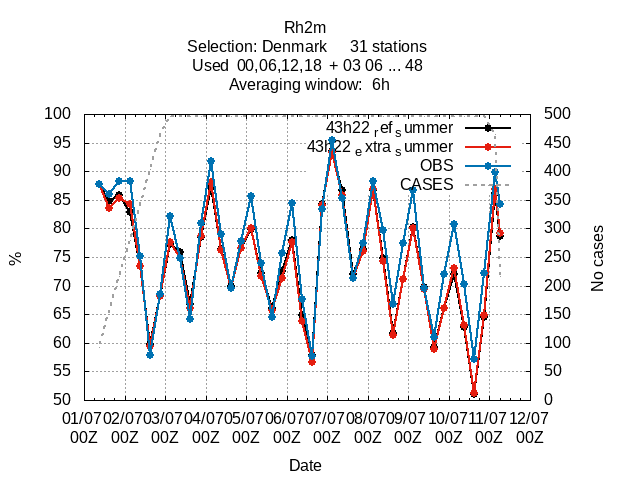 Rh2m
Selection: Denmark     31 stations
Used  00,06,12,18  + 03 06 ... 48
Averaging window:  6h
43h22 ref summer
43h22 extra summer
OBS
CASES
100
95
90
85
80
75
70
65
60
55
50
%
500
450
400
350
300
250
200
150
100
50
0
No cases
01/07 02/07 03/07 04/07 05/07 06/07 07/07 08/07 09/07 10/07 11/07 12/07
00Z 00Z 00Z 00Z 00Z 00Z 00Z 00Z 00Z 00Z 00Z 00Z
Date